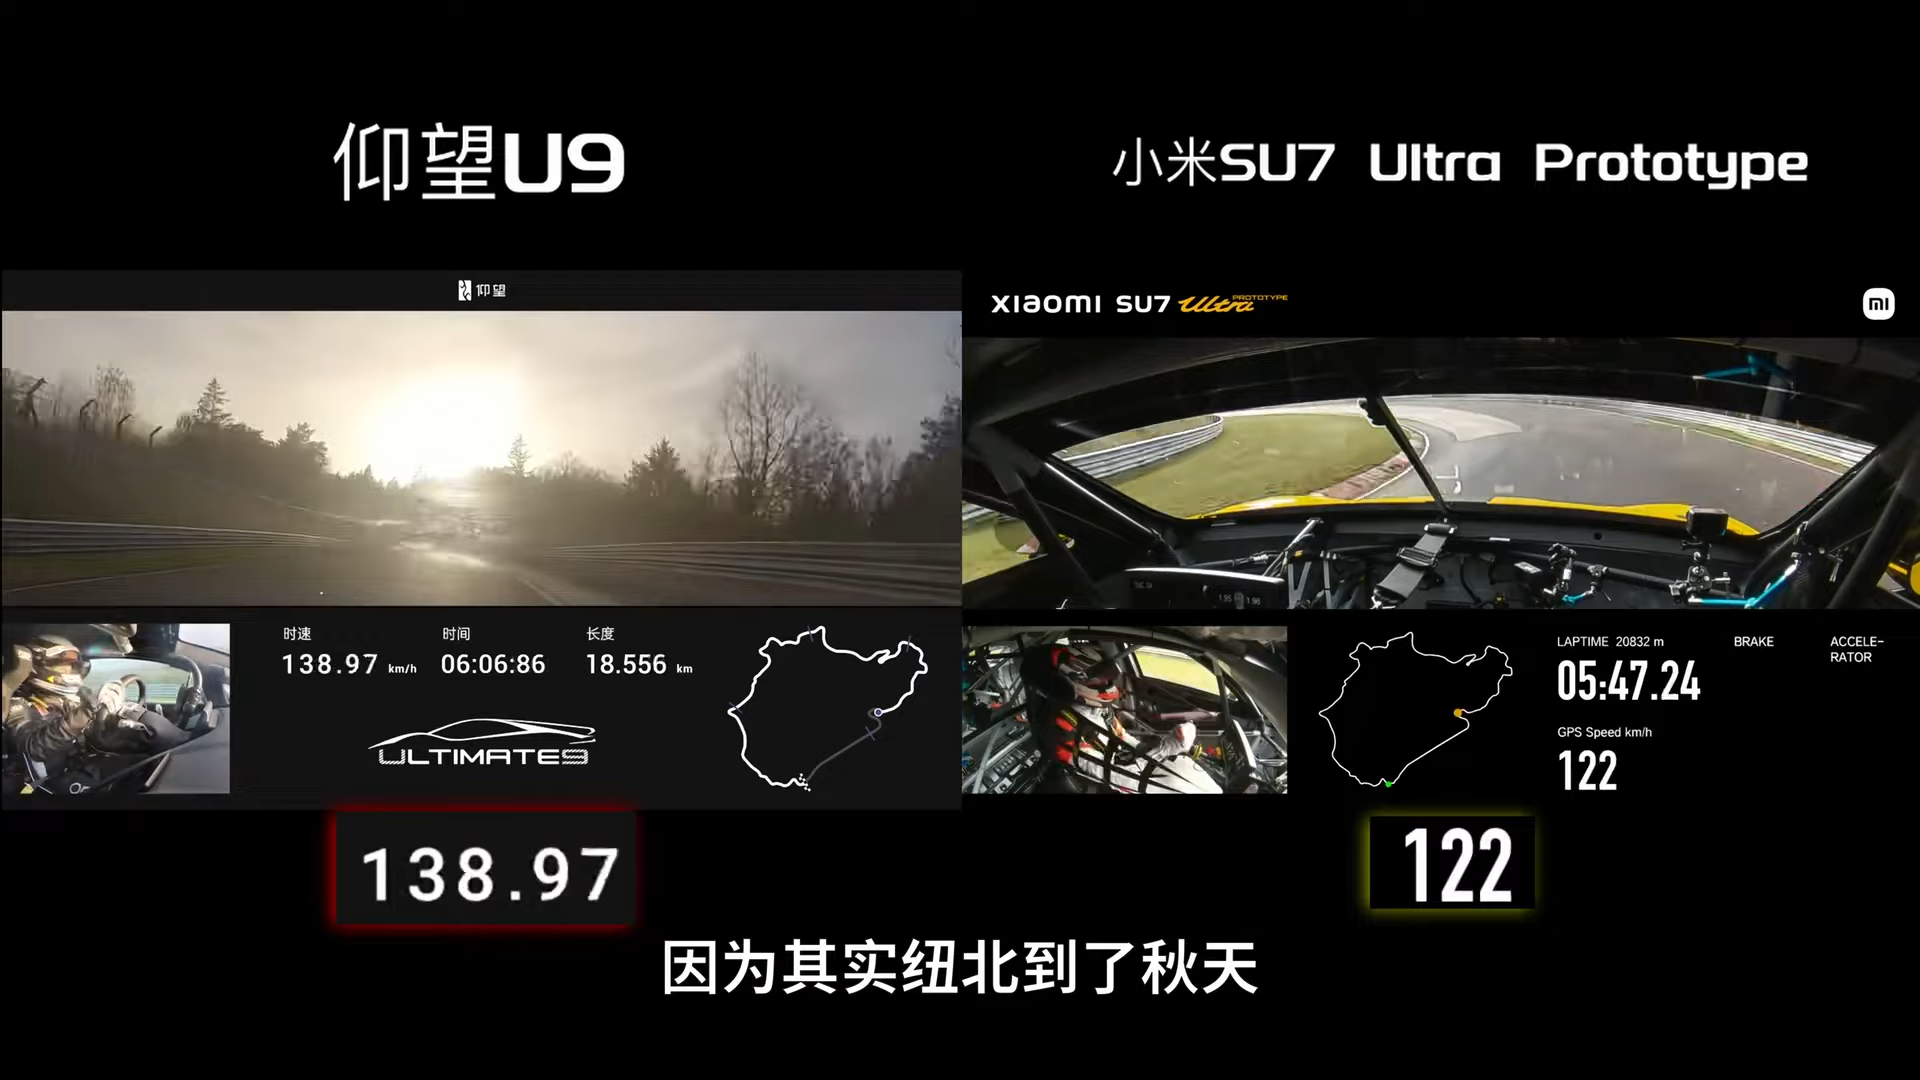 仰望U9
小米SU7 Ultra Prototype
仰望
XIAOMI SU7 Ultra PROTOTYPE
mi
时速 时间 长度
138.97 km/h 06:06:86 18.556 km
ULTIMATE9
LAPTIME 20832 m
05:47.24
GPS Speed km/h
122
BRAKE
ACCELE-
RATOR
138.97
122
因为其实纽北到了秋天